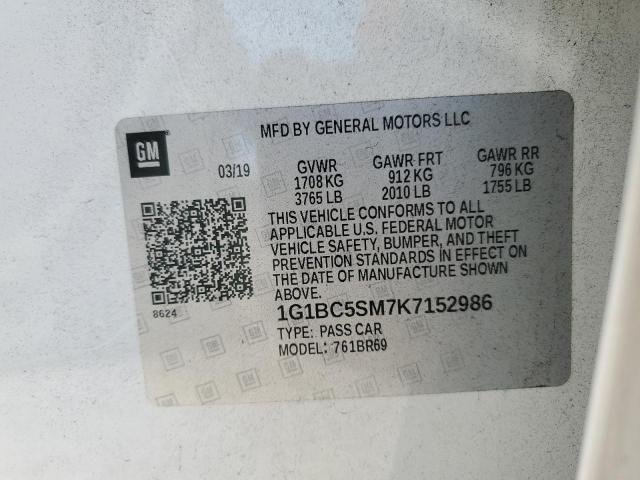 MFD BY GENERAL MOTORS LLC
GM
03/19
GVWR GAWR FRT GAWR RR
1708 KG 912 KG 796 KG
3765 LB 2010 LB 1755 LB
THIS VEHICLE CONFORMS TO ALL
APPLICABLE U.S. FEDERAL MOTOR
VEHICLE SAFETY, BUMPER, AND THEFT
PREVENTION STANDARDS IN EFFECT ON
THE DATE OF MANUFACTURE SHOWN
ABOVE.
8624
1G1BC5SM7K7152986
TYPE: PASS CAR
MODEL: 761BR69